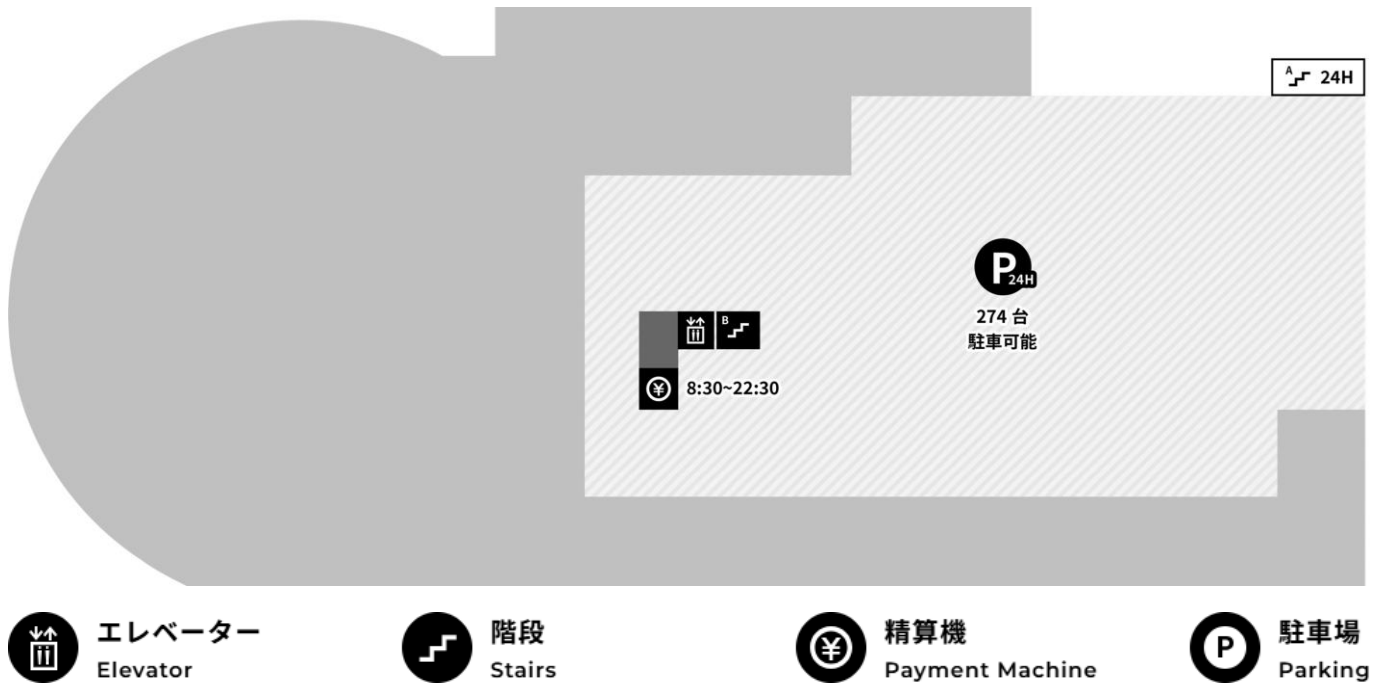 A 24H
P 24H
274 台
駐車可能
B
¥ 8:30~22:30
エレベーター
Elevator
階段
Stairs
¥
精算機
Payment Machine
P
駐車場
Parking